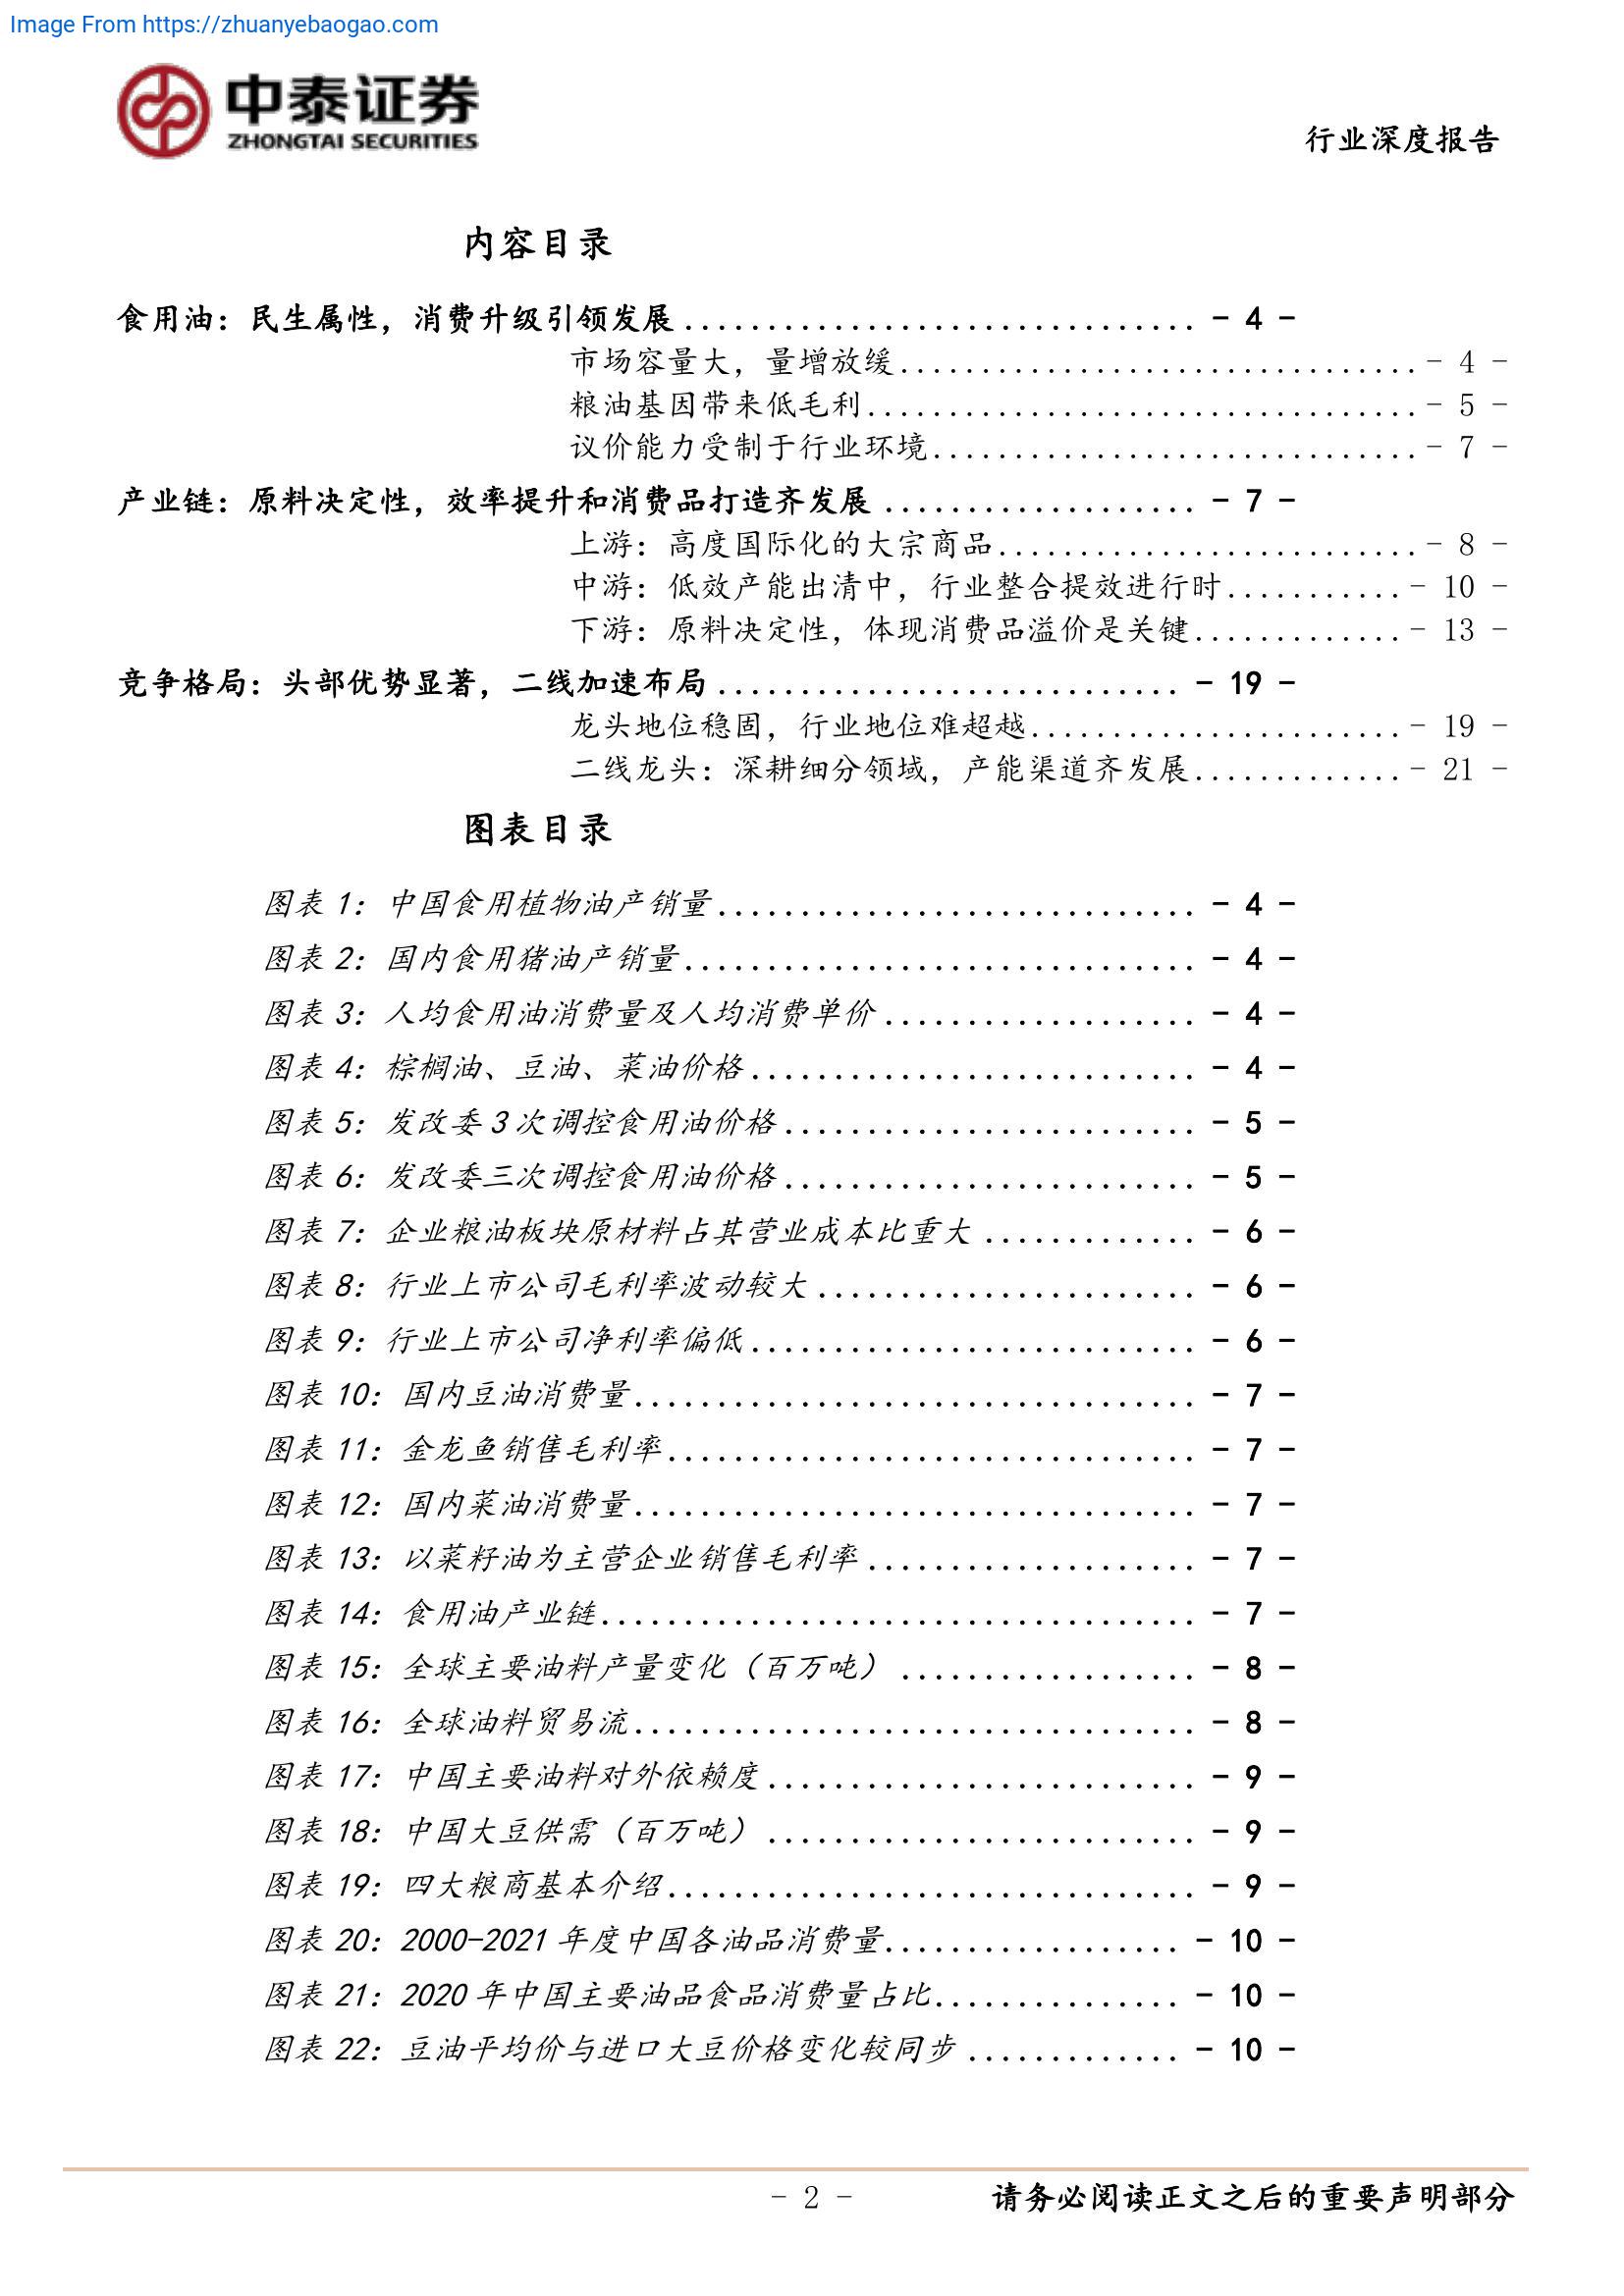 Image From https://zhuanyebaogao.com
中泰证券
ZHONGTAI SECURITIES
行业深度报告
内容目录
食用油：民生属性，消费升级引领发展 ............................... - 4 -
市场容量大，量增放缓................................ - 4 -
粮油基因带来低毛利.................................. - 5 -
议价能力受制于行业环境.............................. - 7 -
产业链：原料决定性，效率提升和消费品打造齐发展 ................... - 7 -
上游：高度国际化的大宗商品.......................... - 8 -
中游：低效产能出清中，行业整合提效进行时........... - 10 -
下游：原料决定性，体现消费品溢价是关键............. - 13 -
竞争格局：头部优势显著，二线加速布局 ............................ - 19 -
龙头地位稳固，行业地位难超越....................... - 19 -
二线龙头：深耕细分领域，产能渠道齐发展............. - 21 -
图表目录
图表 1：中国食用植物油产销量............................. - 4 -
图表 2：国内食用猪油产销量............................... - 4 -
图表 3：人均食用油消费量及人均消费单价 ................... - 4 -
图表 4：棕榈油、豆油、菜油价格........................... - 4 -
图表 5：发改委 3 次调控食用油价格......................... - 5 -
图表 6：发改委三次调控食用油价格......................... - 5 -
图表 7：企业粮油板块原材料占其营业成本比重大 ............. - 6 -
图表 8：行业上市公司毛利率波动较大 ....................... - 6 -
图表 9：行业上市公司净利率偏低........................... - 6 -
图表 10：国内豆油消费量.................................. - 7 -
图表 11：金龙鱼销售毛利率................................ - 7 -
图表 12：国内菜油消费量.................................. - 7 -
图表 13：以菜籽油为主营企业销售毛利率 .................... - 7 -
图表 14：食用油产业链.................................... - 7 -
图表 15：全球主要油料产量变化（百万吨） .................. - 8 -
图表 16：全球油料贸易流.................................. - 8 -
图表 17：中国主要油料对外依赖度.......................... - 9 -
图表 18：中国大豆供需（百万吨） .......................... - 9 -
图表 19：四大粮商基本介绍................................ - 9 -
图表 20：2000-2021 年度中国各油品消费量.................. - 10 -
图表 21：2020 年中国主要油品食品消费量占比............... - 10 -
图表 22：豆油平均价与进口大豆价格变化较同步 ............. - 10 -
- 2 -
请务必阅读正文之后的重要声明部分